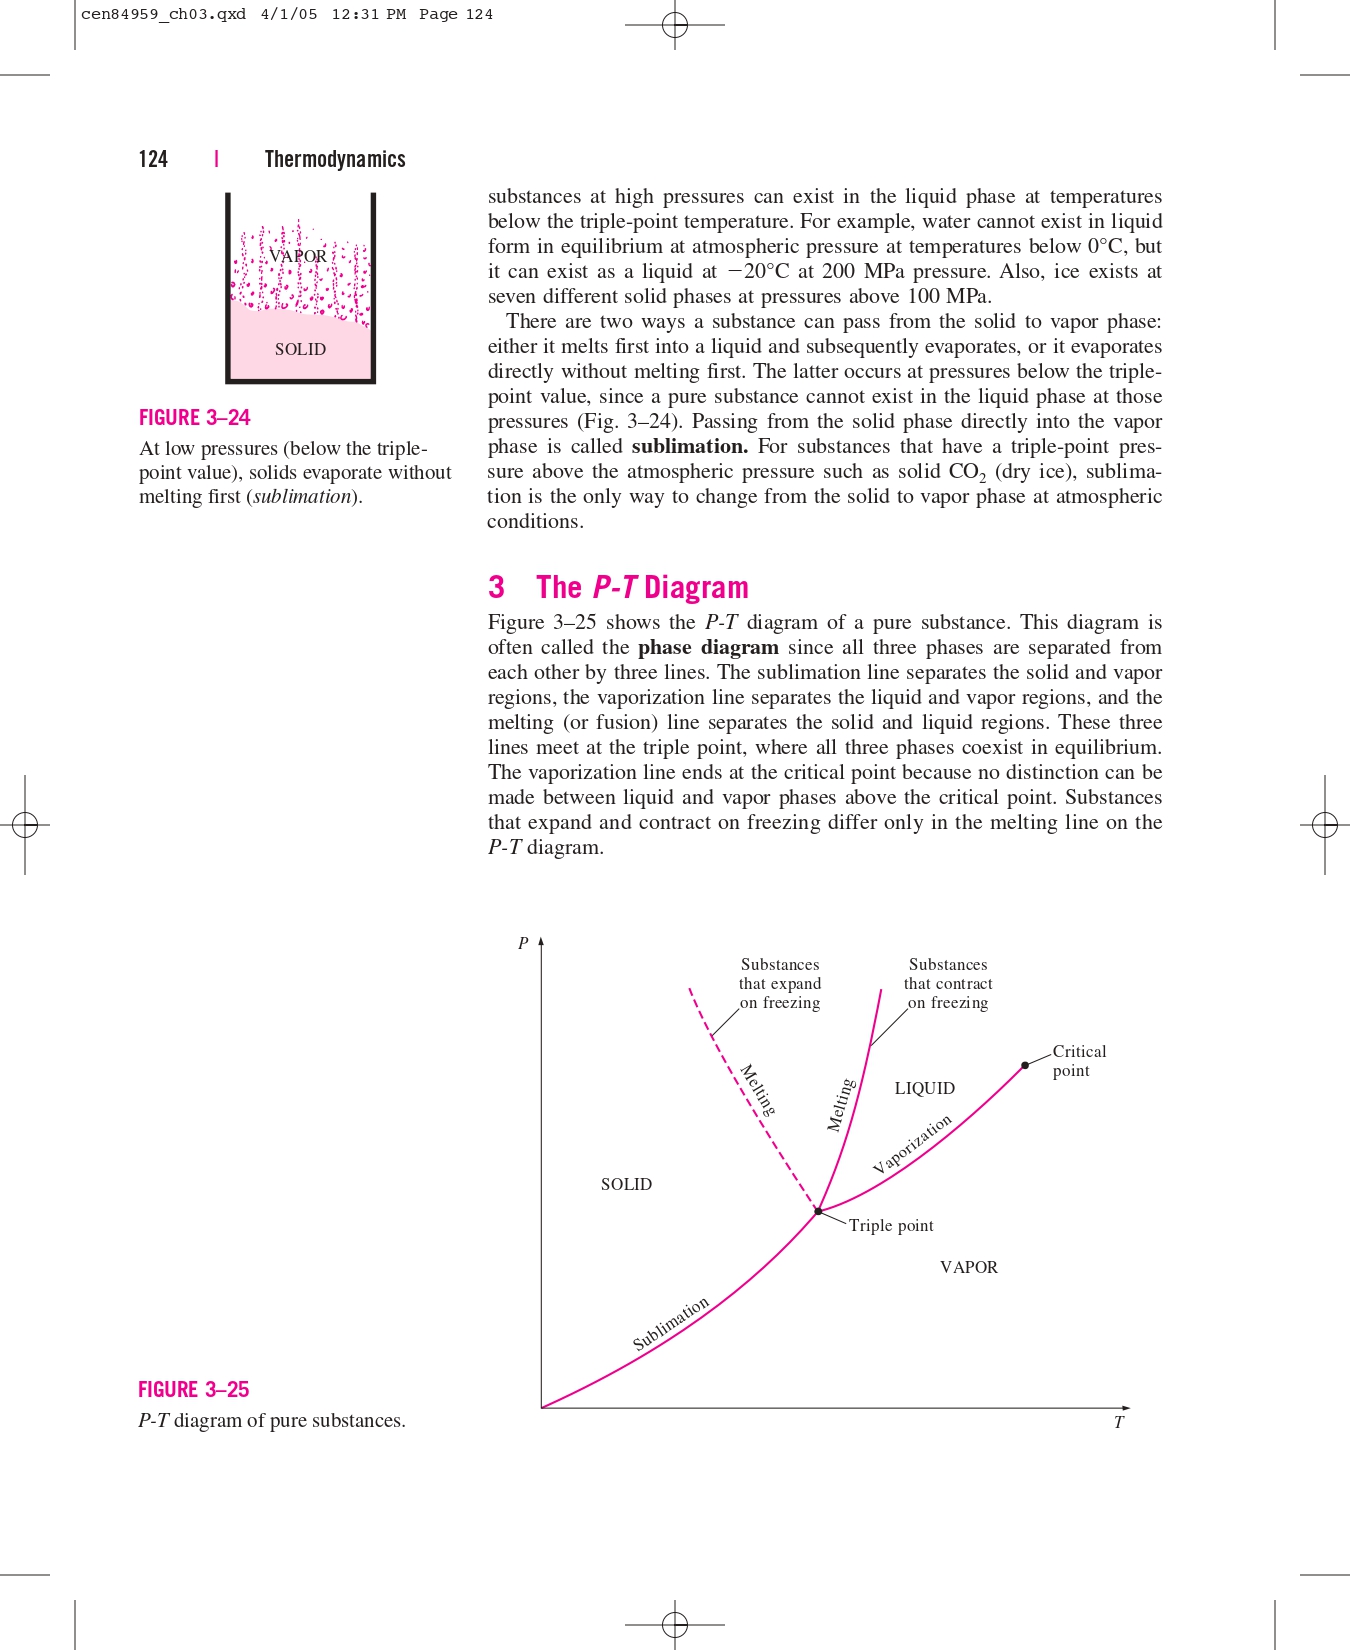 cen84959_ch03.qxd 4/1/05 12:31 PM Page 124
124 | Thermodynamics
VAPOR
SOLID
FIGURE 3–24
At low pressures (below the triple-
point value), solids evaporate without
melting first (sublimation).
substances at high pressures can exist in the liquid phase at temperatures
below the triple-point temperature. For example, water cannot exist in liquid
form in equilibrium at atmospheric pressure at temperatures below 0°C, but
it can exist as a liquid at −20°C at 200 MPa pressure. Also, ice exists at
seven different solid phases at pressures above 100 MPa.
There are two ways a substance can pass from the solid to vapor phase:
either it melts first into a liquid and subsequently evaporates, or it evaporates
directly without melting first. The latter occurs at pressures below the triple-
point value, since a pure substance cannot exist in the liquid phase at those
pressures (Fig. 3–24). Passing from the solid phase directly into the vapor
phase is called sublimation. For substances that have a triple-point pres-
sure above the atmospheric pressure such as solid CO₂ (dry ice), sublima-
tion is the only way to change from the solid to vapor phase at atmospheric
conditions.
3 The P-T Diagram
Figure 3–25 shows the P-T diagram of a pure substance. This diagram is
often called the phase diagram since all three phases are separated from
each other by three lines. The sublimation line separates the solid and vapor
regions, the vaporization line separates the liquid and vapor regions, and the
melting (or fusion) line separates the solid and liquid regions. These three
lines meet at the triple point, where all three phases coexist in equilibrium.
The vaporization line ends at the critical point because no distinction can be
made between liquid and vapor phases above the critical point. Substances
that expand and contract on freezing differ only in the melting line on the
P-T diagram.
P
Substances
that expand
on freezing
Substances
that contract
on freezing
Critical
point
Melting
Melting
LIQUID
Vaporization
SOLID
Triple point
VAPOR
Sublimation
T
FIGURE 3–25
P-T diagram of pure substances.